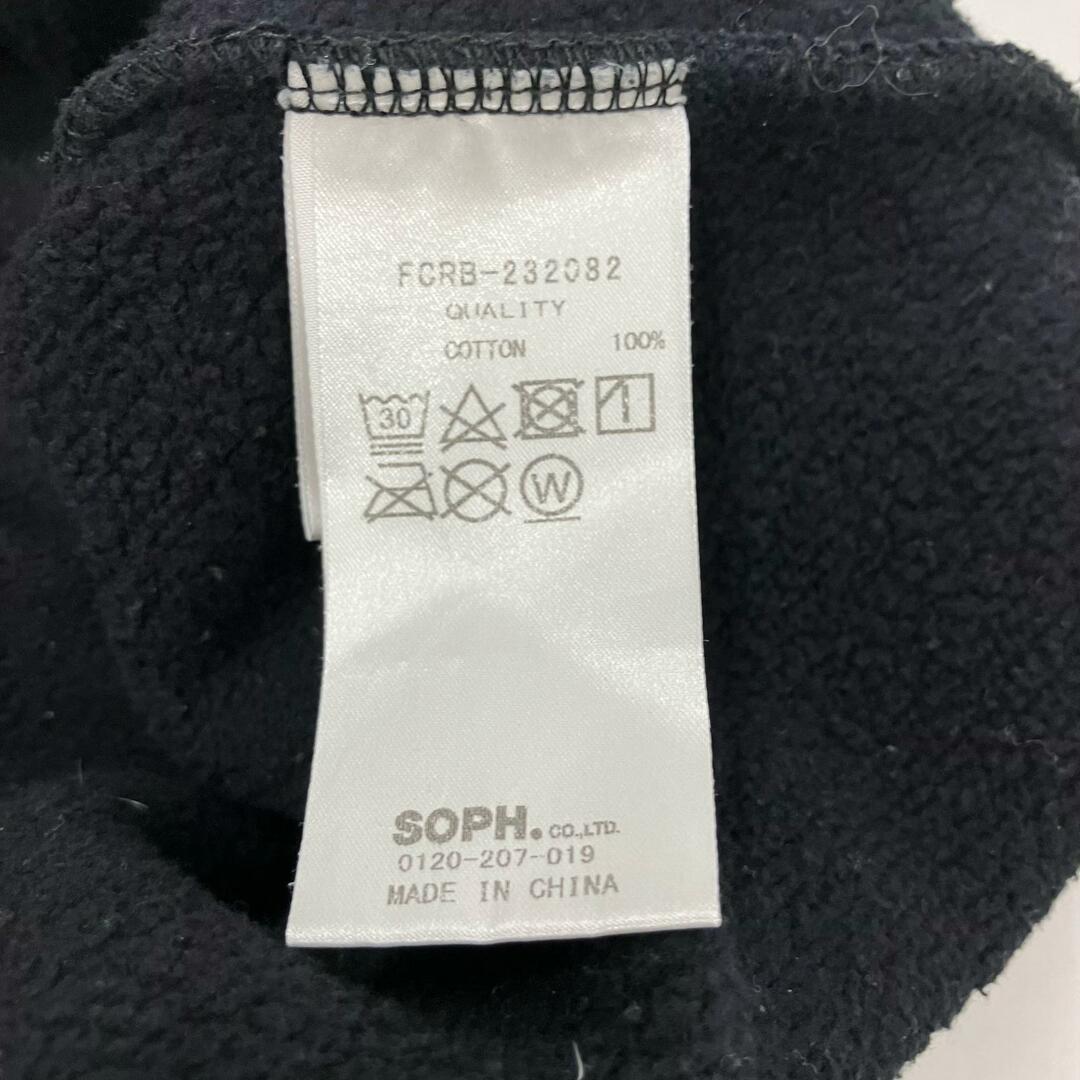 FCRB-232082
QUALITY
COTTON 100%
30
W
SOPH. CO.,LTD.
0120-207-019
MADE IN CHINA